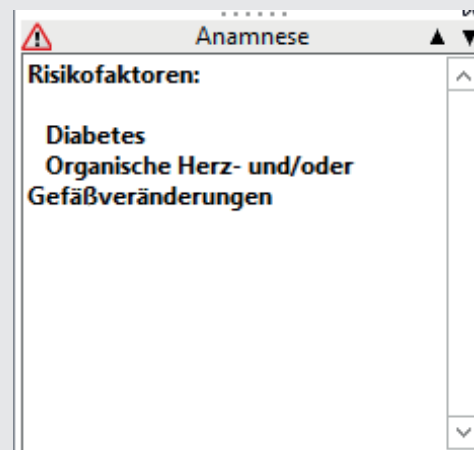 Anamnese
Risikofaktoren:
Diabetes
Organische Herz- und/oder
Gefäßveränderungen